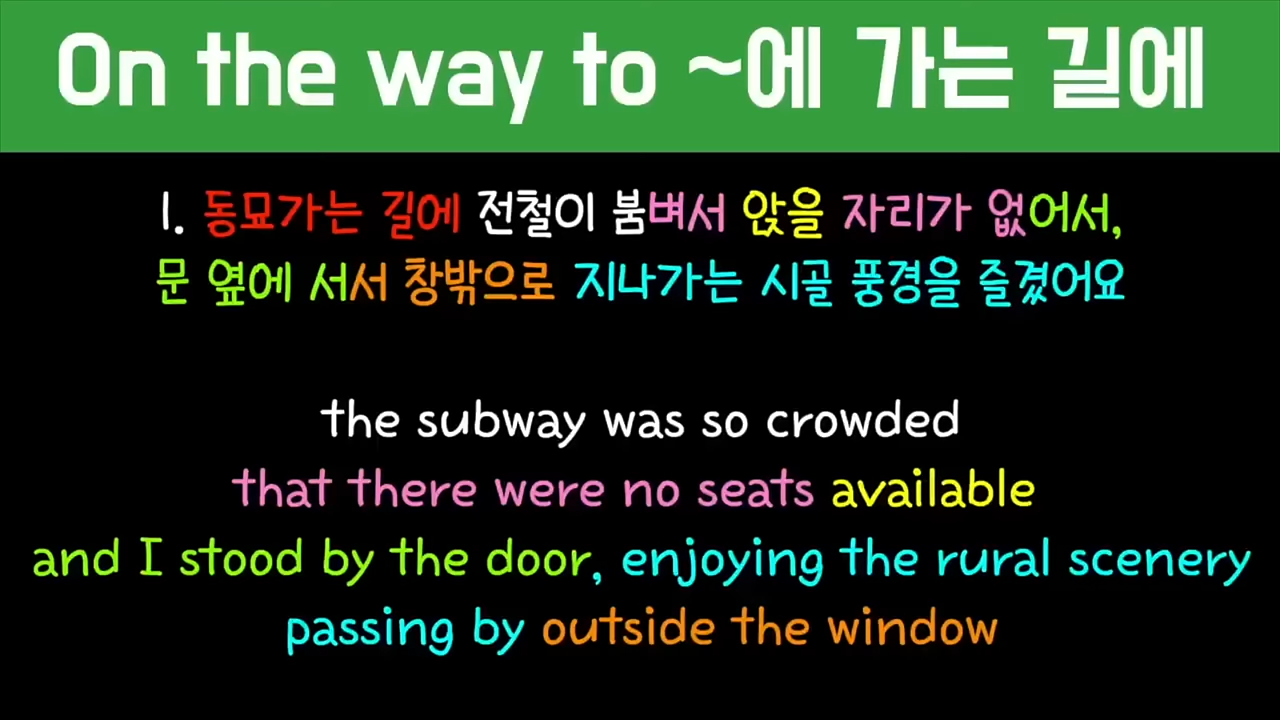 On the way to ~에 가는 길에
1. 동묘가는 길에 전철이 붐벼서 앉을 자리가 없어서,
문 옆에 서서 창밖으로 지나가는 시골 풍경을 즐겼어요
the subway was so crowded
that there were no seats available
and I stood by the door, enjoying the rural scenery
passing by outside the window